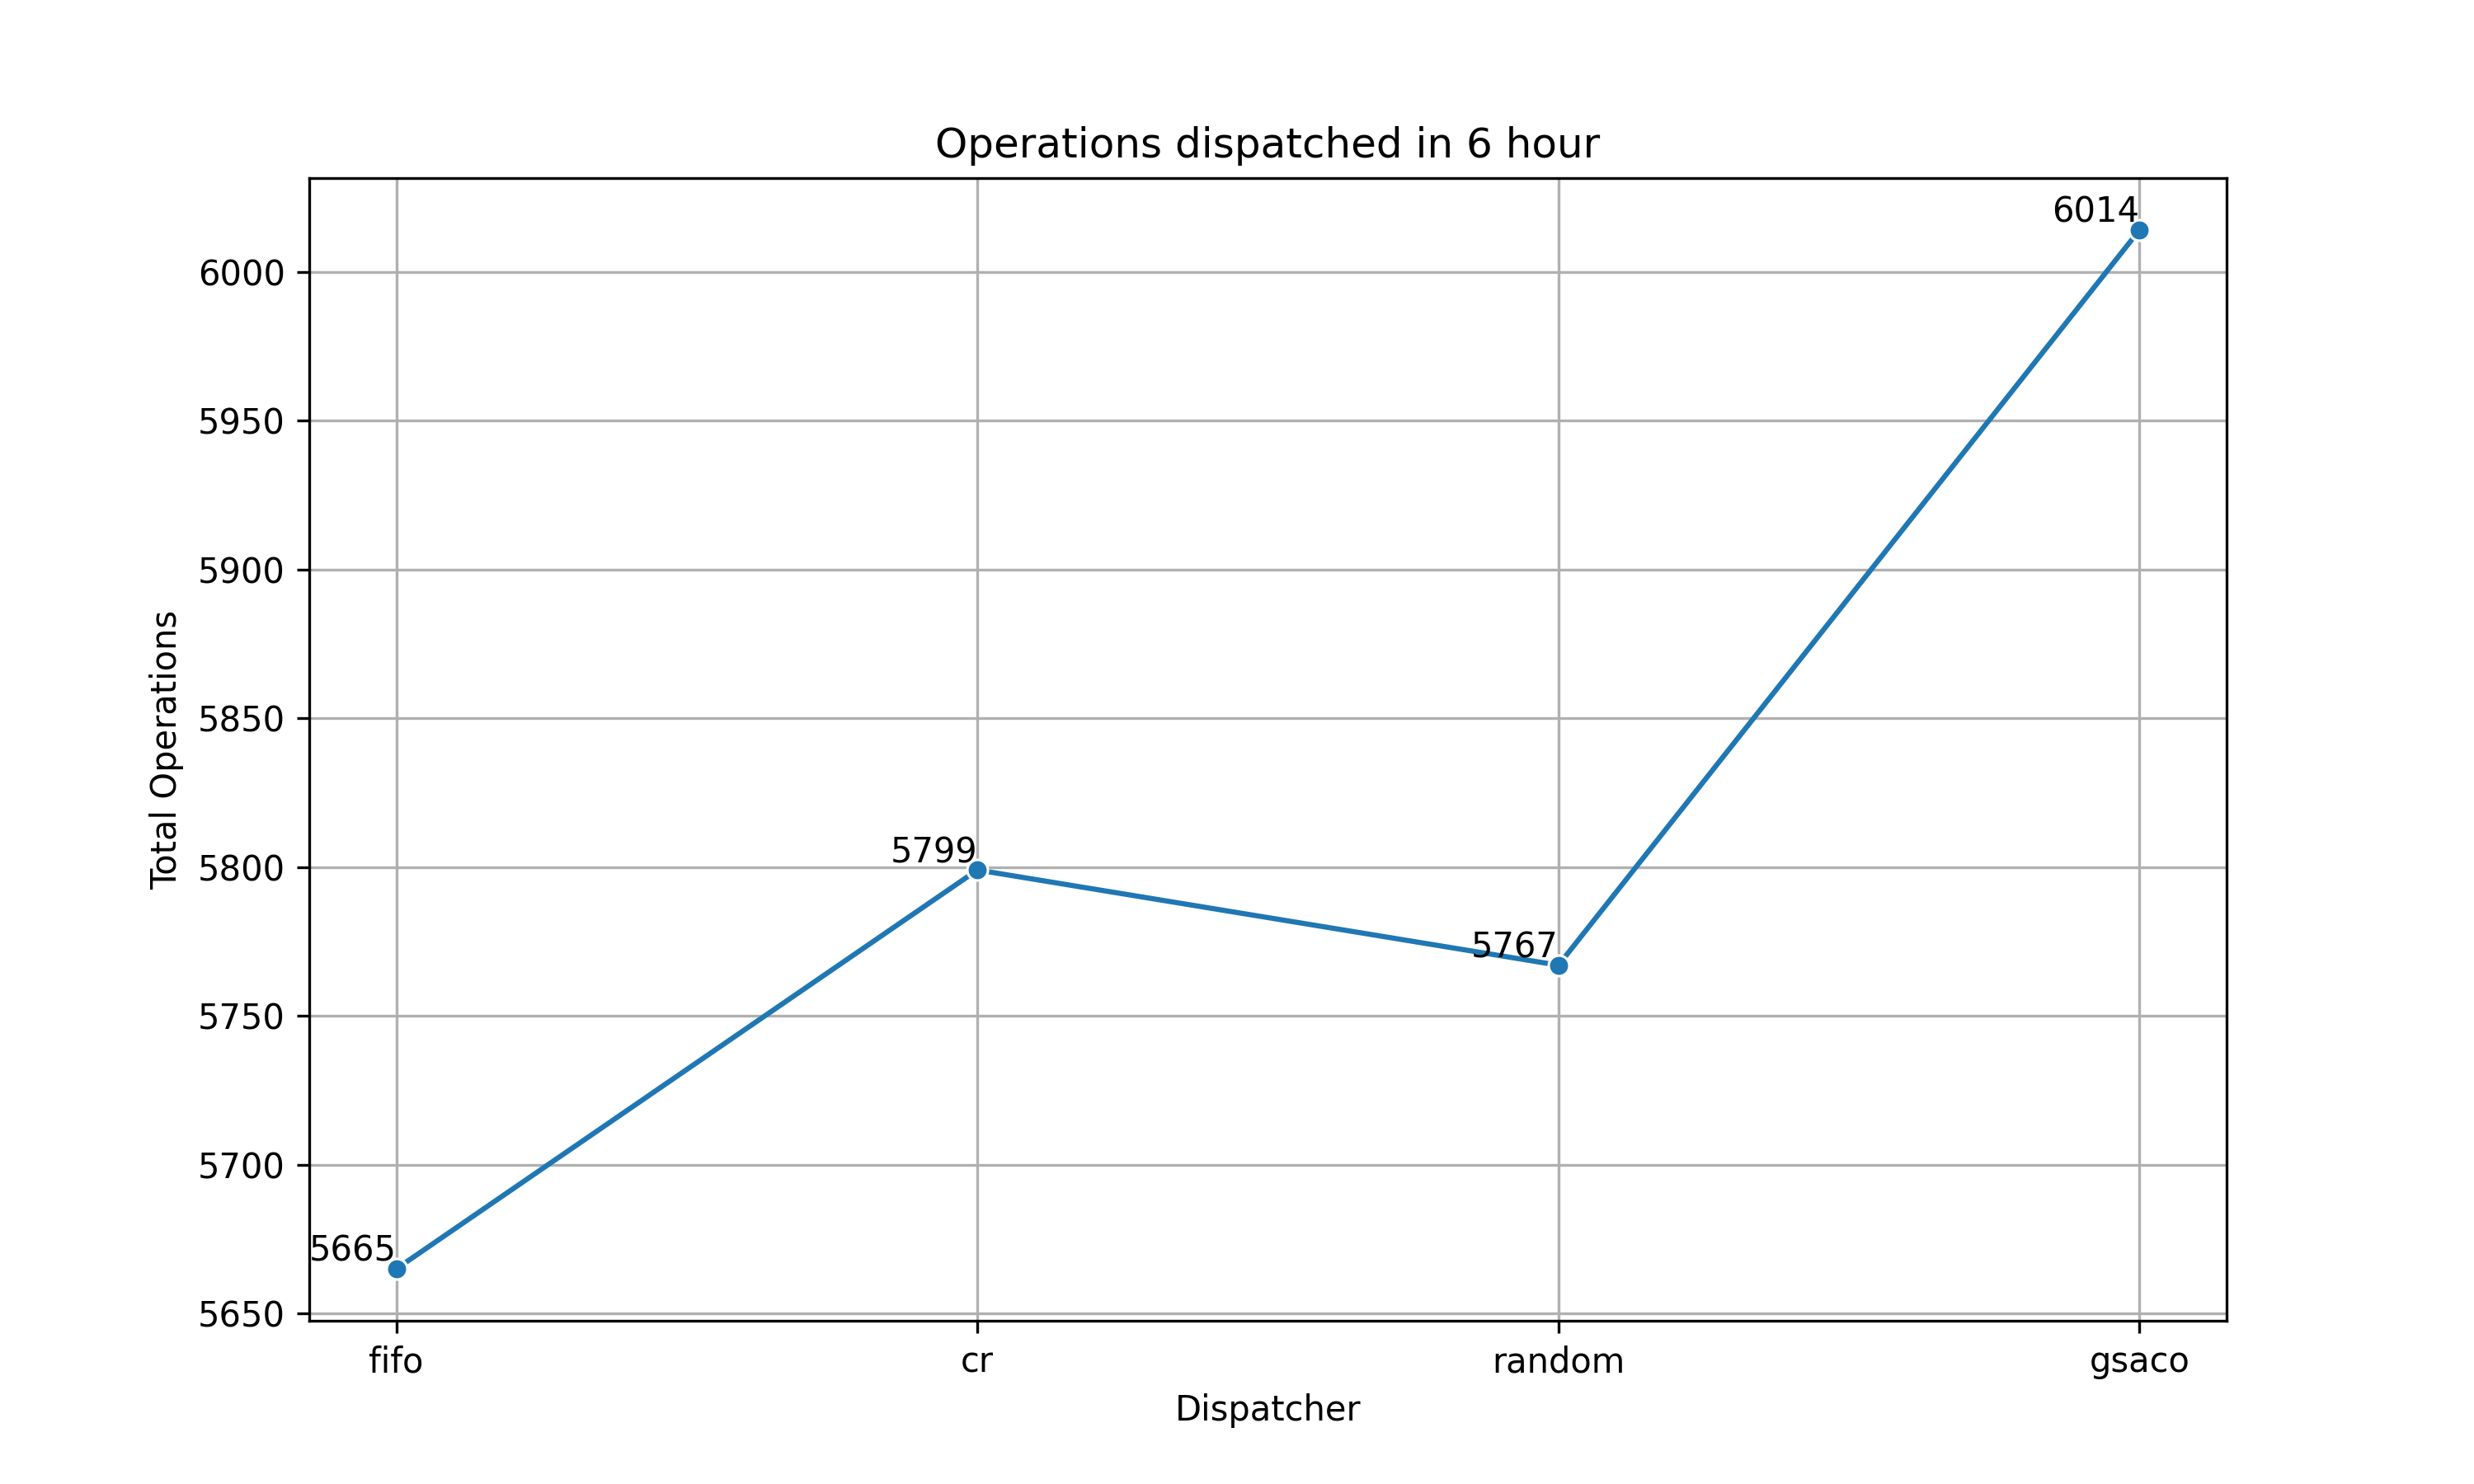 Operations dispatched in 6 hour
6014
6000
5950
5900
5850
5799
5800
5767
5750
5700
5665
5650
Total Operations
fifo
cr
random
gsaco
Dispatcher